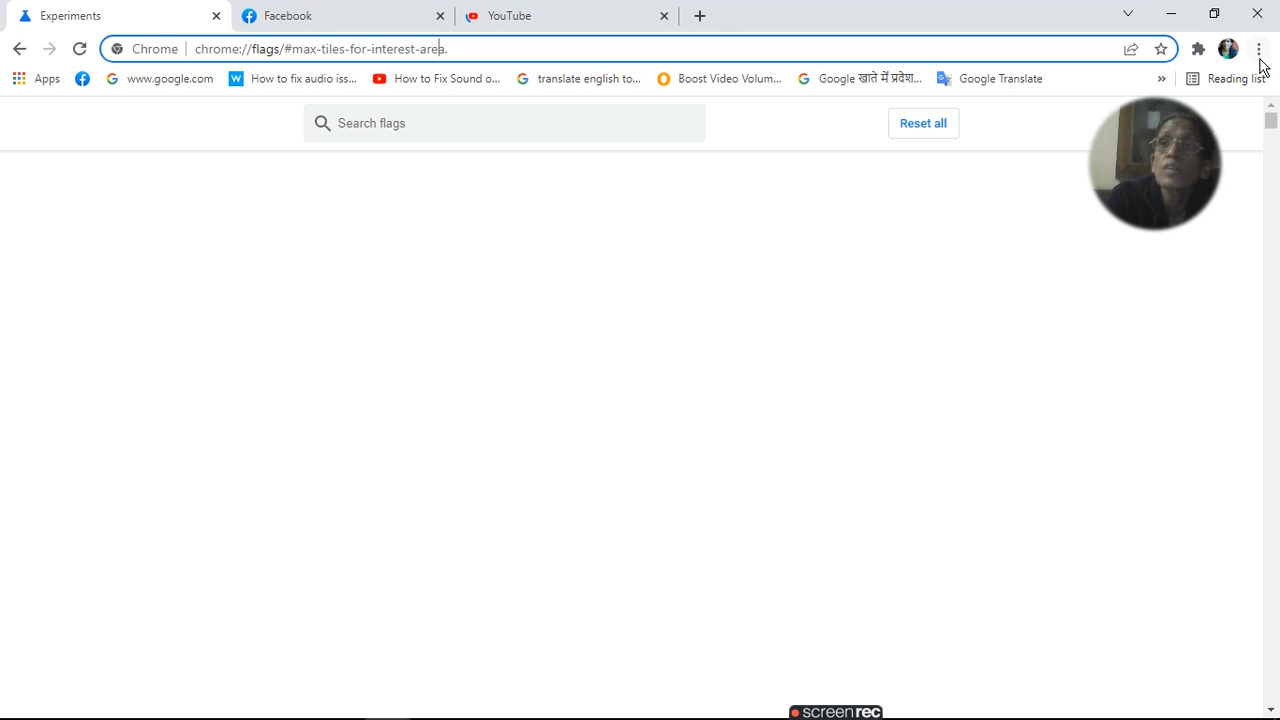 Experiments
Facebook
YouTube
Chrome
chrome://flags/#max-tiles-for-interest-area.
Apps
www.google.com
How to fix audio iss...
How to Fix Sound o...
translate english to...
Boost Video Volum...
Google खाते में प्रवेश...
Google Translate
»
Reading list
Search flags
Reset all
screenrec